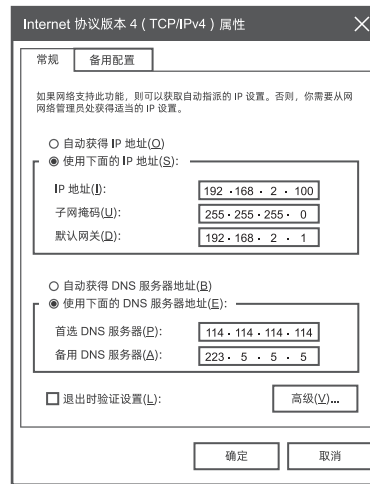 Internet 协议版本 4 ( TCP/IPv4 ) 属性
常规 备用配置
如果网络支持此功能，则可以获取自动指派的 IP 设置。否则，你需要从网
网络管理员处获得适当的 IP 设置。
自动获得 IP 地址(O)
使用下面的 IP 地址(S):
IP 地址(I): 192 . 168 . 2 . 100
子网掩码(U): 255 . 255 . 255 . 0
默认网关(D): 192 . 168 . 2 . 1
自动获得 DNS 服务器地址(B)
使用下面的 DNS 服务器地址(E):
首选 DNS 服务器(P): 114 . 114 . 114 . 114
备用 DNS 服务器(A): 223 . 5 . 5 . 5
退出时验证设置(L): 高级(V)...
确定 取消